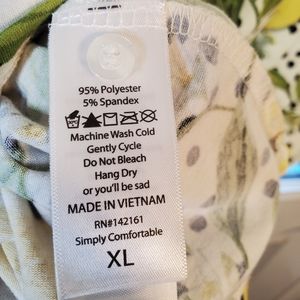 95% Polyester
5% Spandex
Machine Wash Cold
Gently Cycle
Do Not Bleach
Hang Dry
or you'll be sad
MADE IN VIETNAM
RN#142161
Simply Comfortable
XL